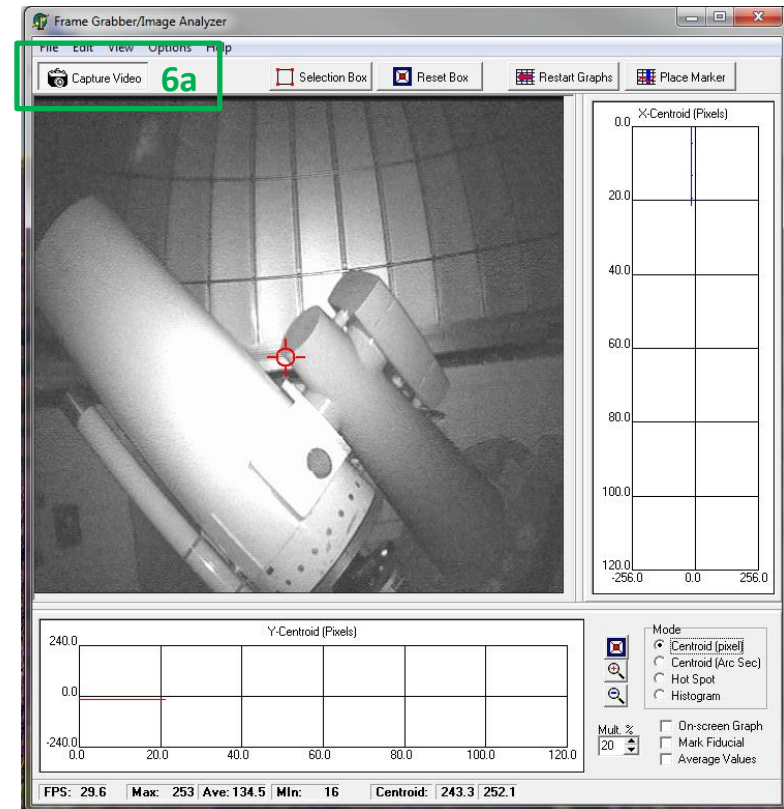 Frame Grabber/Image Analyzer
File Edit View Options Help
Capture Video 6a Selection Box Reset Box Restart Graphs Place Marker
X-Centroid (Pixels)
0.0
20.0
40.0
60.0
80.0
100.0
120.0
-256.0 0.0 256.0
Y-Centroid (Pixels)
240.0
0.0
-240.0
0.0 20.0 40.0 60.0 80.0 100.0 120.0
Mode
Centroid (pixel)
Centroid (Arc Sec)
Hot Spot
Histogram
Mult. %
20
On-screen Graph
Mark Fiducial
Average Values
FPS: 29.6 Max: 253 Ave: 134.5 MIn: 16 Centroid: 243.3 252.1